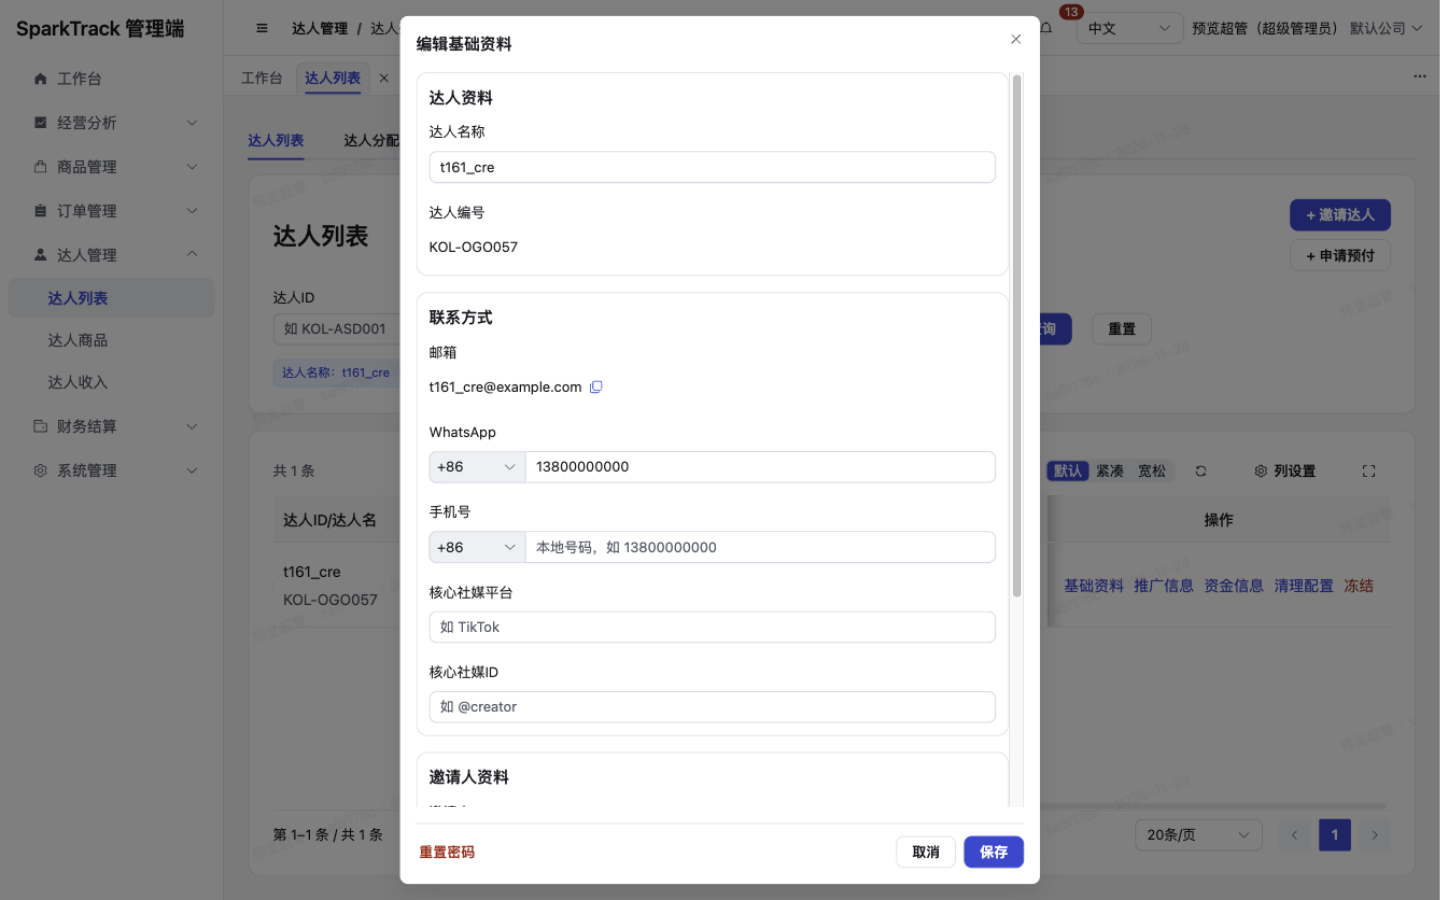 SparkTrack 管理端
达人管理 / 达人
13
中文
预览超管（超级管理员）
默认公司
工作台
达人列表
工作台
经营分析
商品管理
订单管理
达人管理
达人列表
达人商品
达人收入
财务结算
系统管理
达人列表
达人分配
达人列表
+ 邀请达人
+ 申请预付
达人ID
如 KOL-ASD001
询
重置
达人名称：t161_cre
共 1 条
默认
紧凑
宽松
列设置
达人ID/达人名
操作
t161_cre
KOL-OGO057
基础资料
推广信息
资金信息
清理配置
冻结
第 1-1 条 / 共 1 条
20条/页
1
编辑基础资料
达人资料
达人名称
t161_cre
达人编号
KOL-OGO057
联系方式
邮箱
t161_cre@example.com
WhatsApp
+86
13800000000
手机号
+86
本地号码，如 13800000000
核心社媒平台
如 TikTok
核心社媒ID
如 @creator
邀请人资料
重置密码
取消
保存